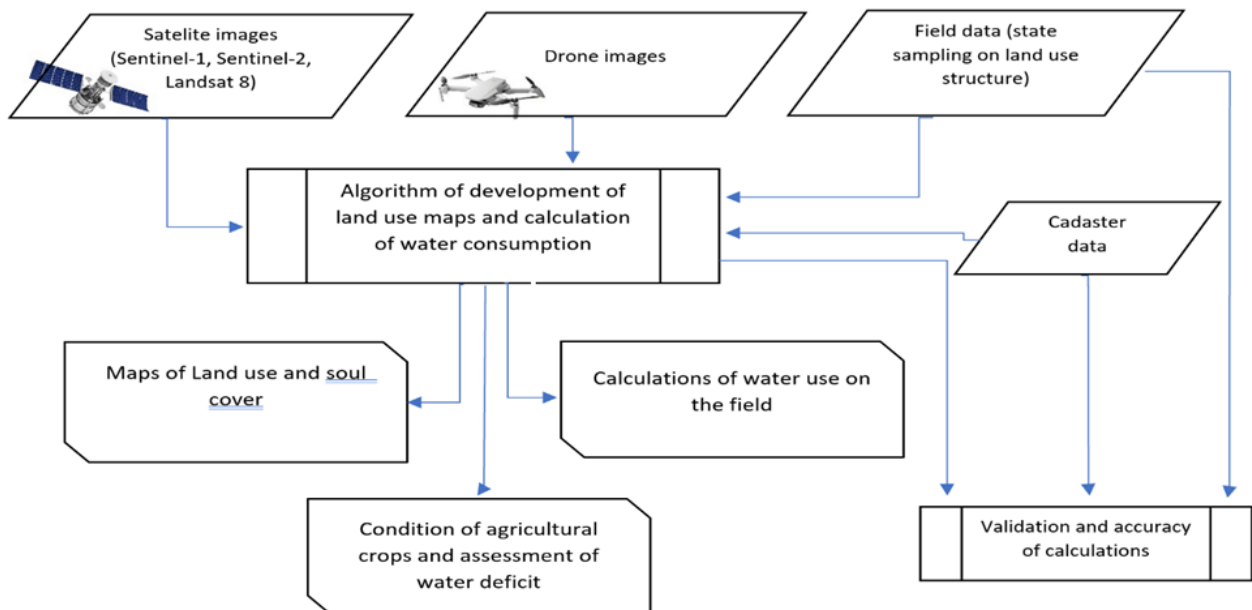 Satelite images
(Sentinel-1, Sentinel-2,
Landsat 8)
Drone images
Field data (state
sampling on land use
structure)
Algorithm of development of
land use maps and calculation
of water consumption
Cadaster
data
Maps of Land use and soul
cover
Calculations of water use on
the field
Condition of agricultural
crops and assessment of
water deficit
Validation and accuracy
of calculations